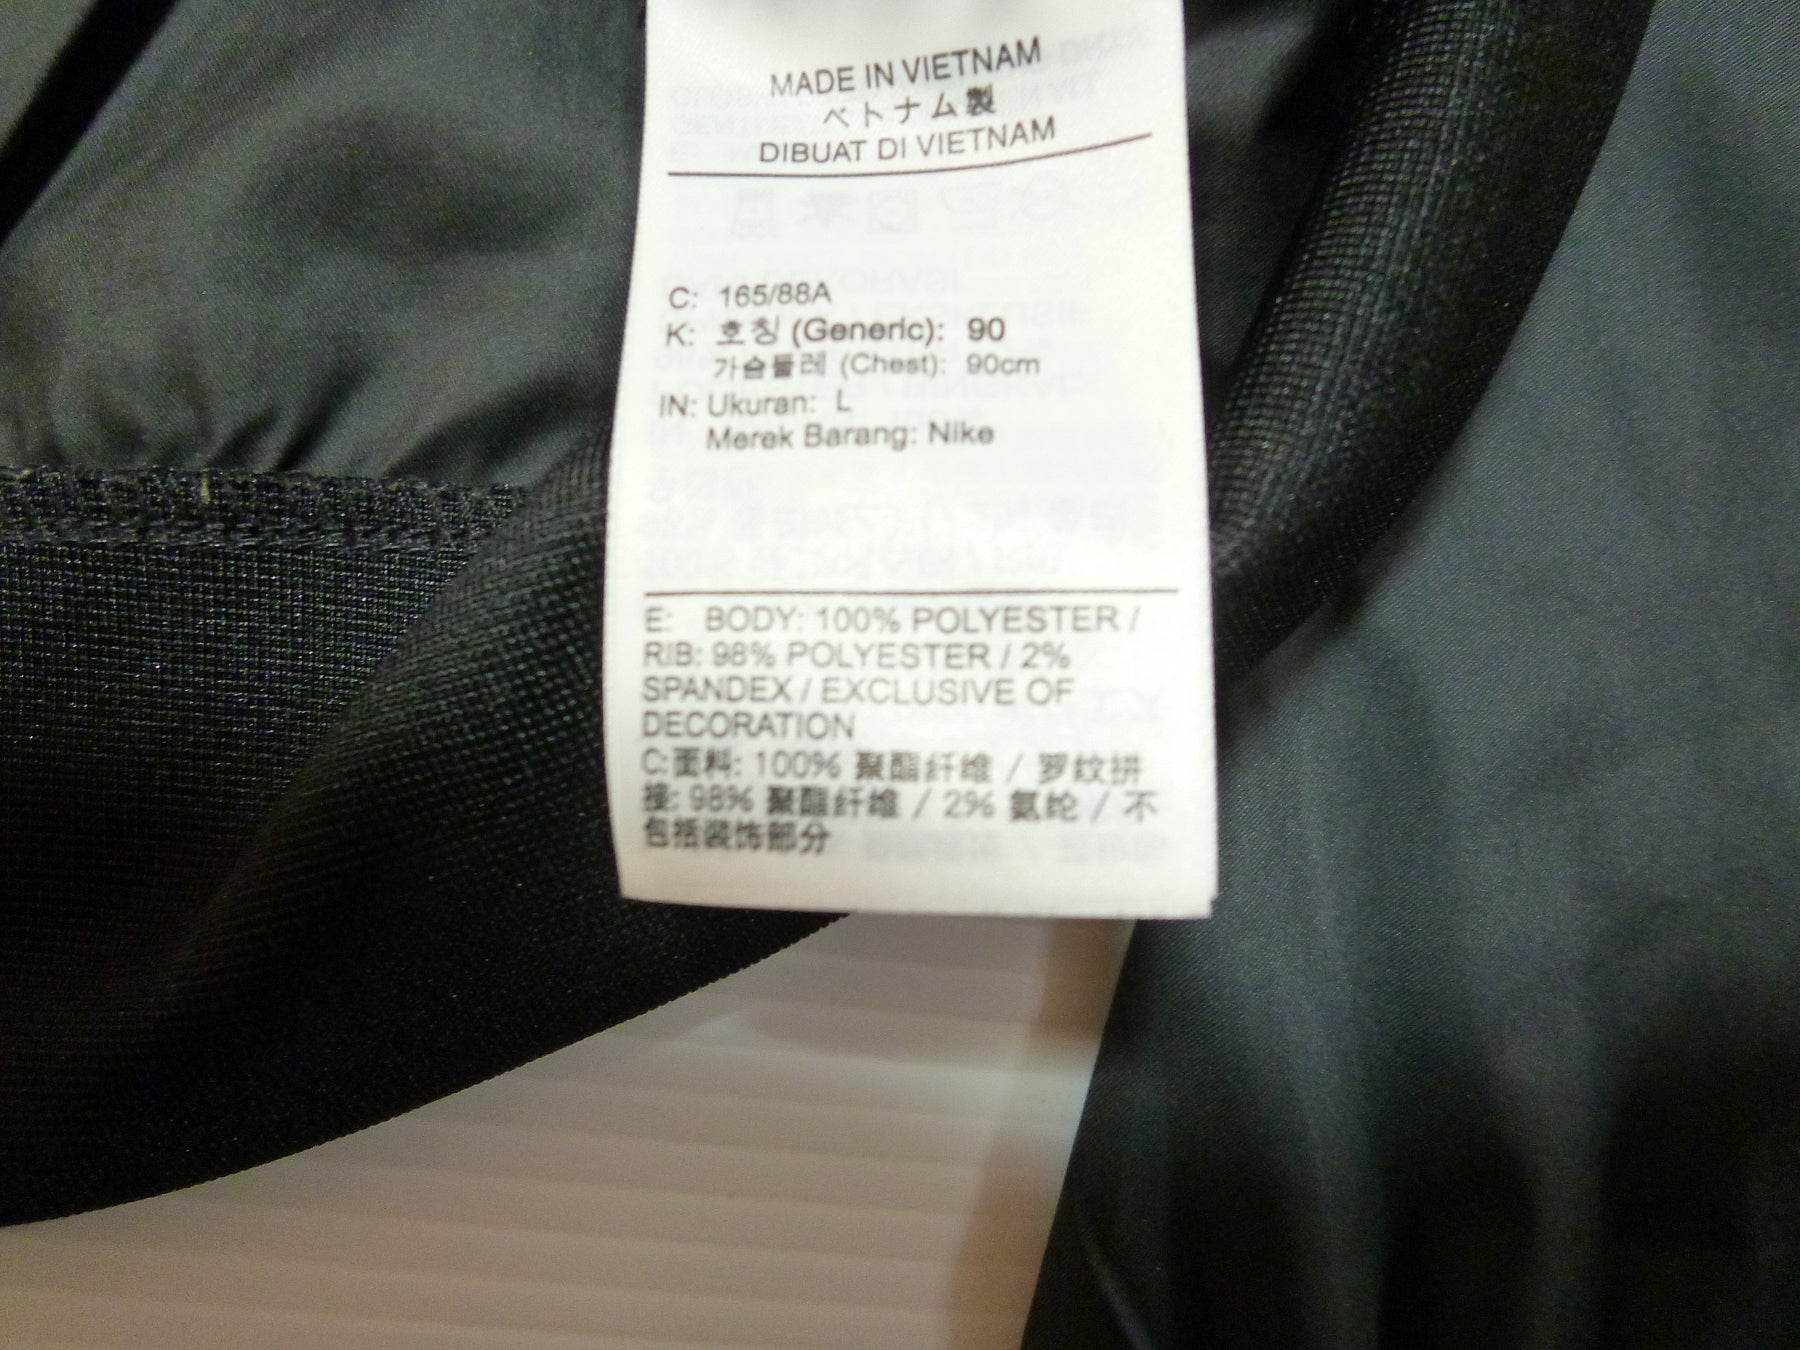 MADE IN VIETNAM
ベトナム製
DIBUAT DI VIETNAM
C: 165/88A
K: 호칭 (Generic): 90
가슴둘레 (Chest): 90cm
IN: Ukuran: L
Merek Barang: Nike
E: BODY: 100% POLYESTER /
RIB: 98% POLYESTER / 2%
SPANDEX / EXCLUSIVE OF
DECORATION
C:面料: 100% 聚酯纤维 / 罗纹拼
接: 98% 聚酯纤维 / 2% 氨纶 / 不
包括装饰部分